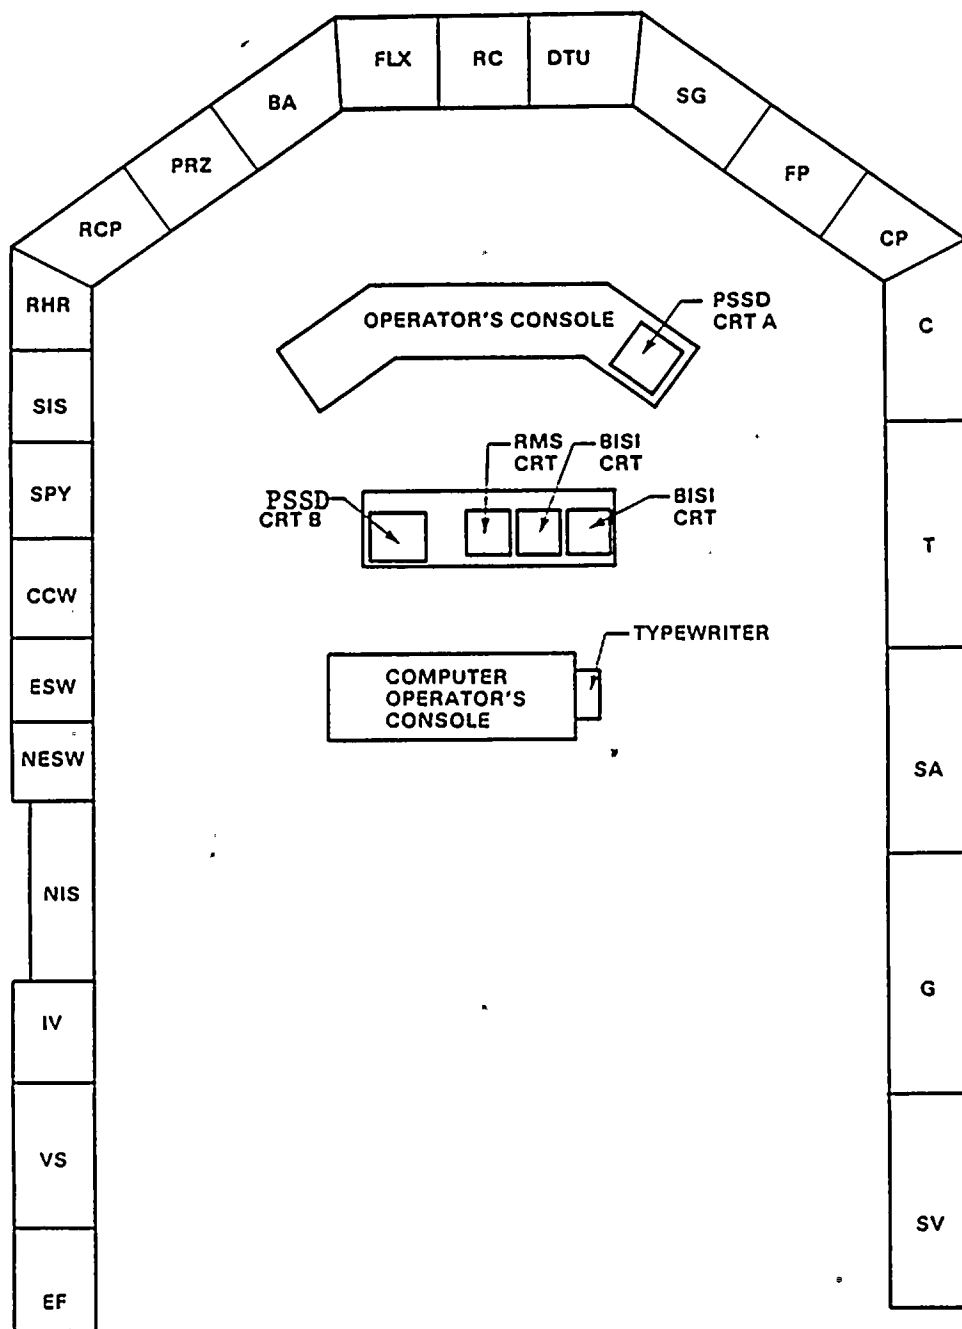 FLX
RC
DTU
BA
SG
PRZ
FP
RCP
CP
RHR
PSSD
CRT A
OPERATOR'S CONSOLE
C
SIS
RMS
CRT
BISI
CRT
SPY
PSSD
CRT B
BISI
CRT
T
CCW
TYPEWRITER
ESW
COMPUTER
OPERATOR'S
CONSOLE
NESW
SA
NIS
G
IV
VS
SV
EF